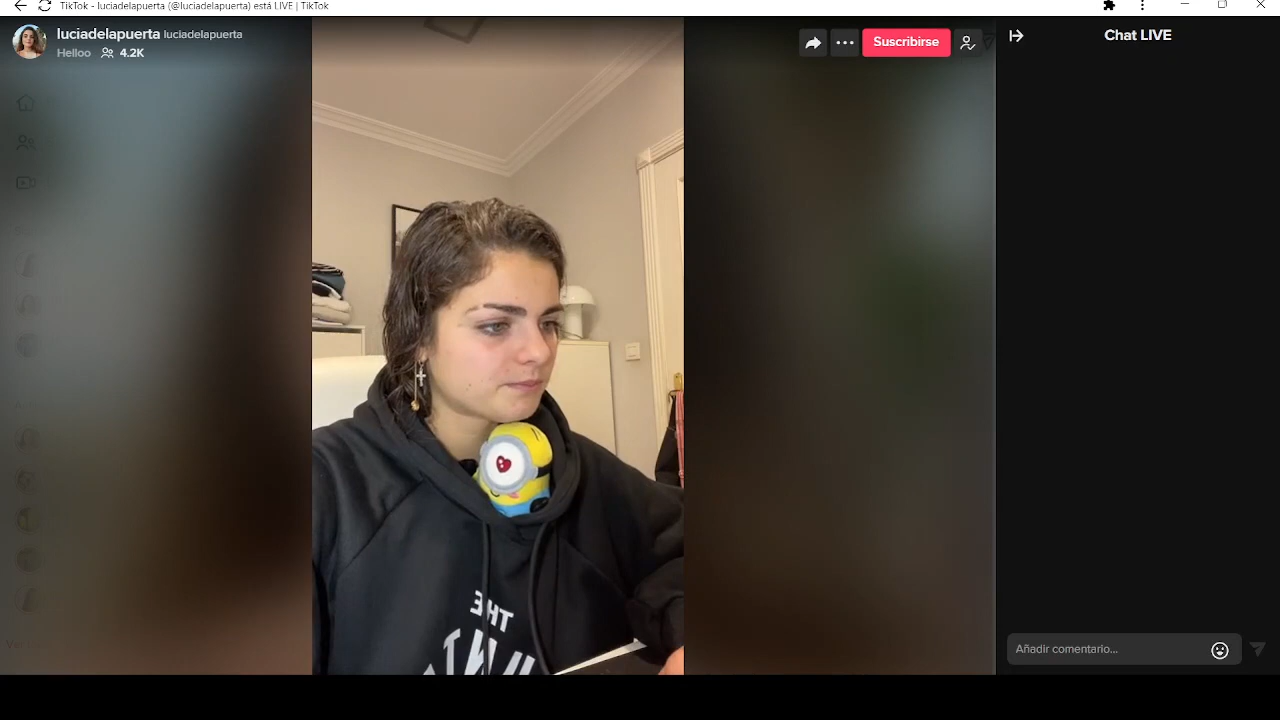 TikTok - luciadelapuerta (@luciadelapuerta) está LIVE | TikTok
luciadelapuerta luciadelapuerta
Helloo 4.2K
Suscribirse
Chat LIVE
THE
Añadir comentario...